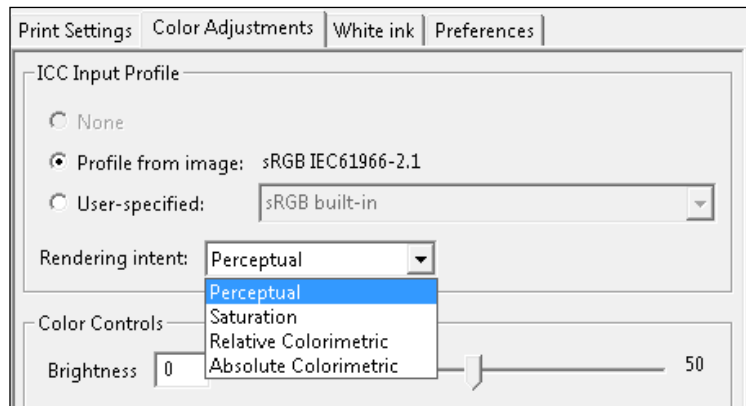 Print Settings Color Adjustments White ink Preferences
ICC Input Profile
None
Profile from image: sRGB IEC61966-2.1
User-specified: sRGB built-in
Rendering intent: Perceptual
Perceptual
Saturation
Relative Colorimetric
Absolute Colorimetric
Color Controls
Brightness 0 50